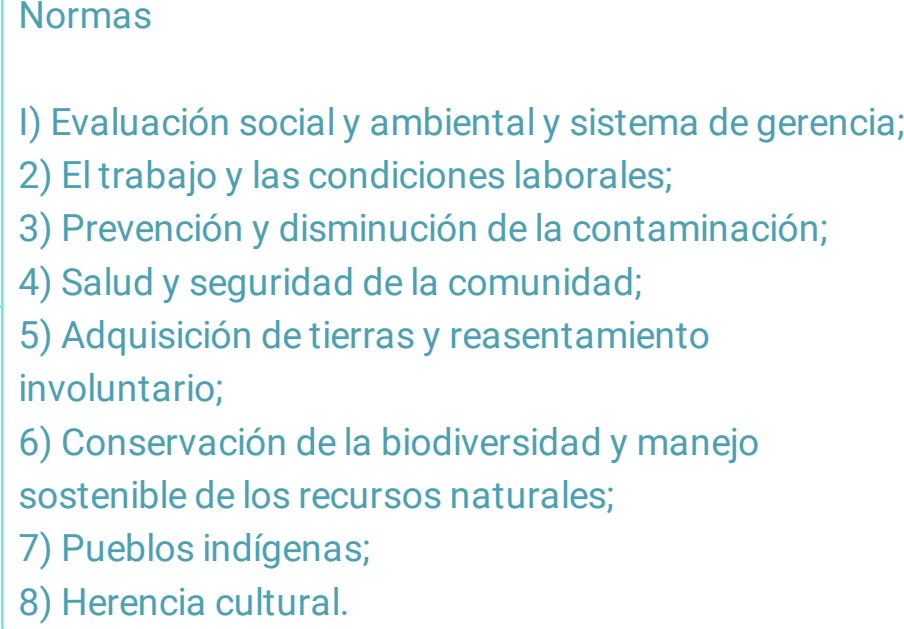 Normas
I) Evaluación social y ambiental y sistema de gerencia;
2) El trabajo y las condiciones laborales;
3) Prevención y disminución de la contaminación;
4) Salud y seguridad de la comunidad;
5) Adquisición de tierras y reasentamiento
involuntario;
6) Conservación de la biodiversidad y manejo
sostenible de los recursos naturales;
7) Pueblos indígenas;
8) Herencia cultural.